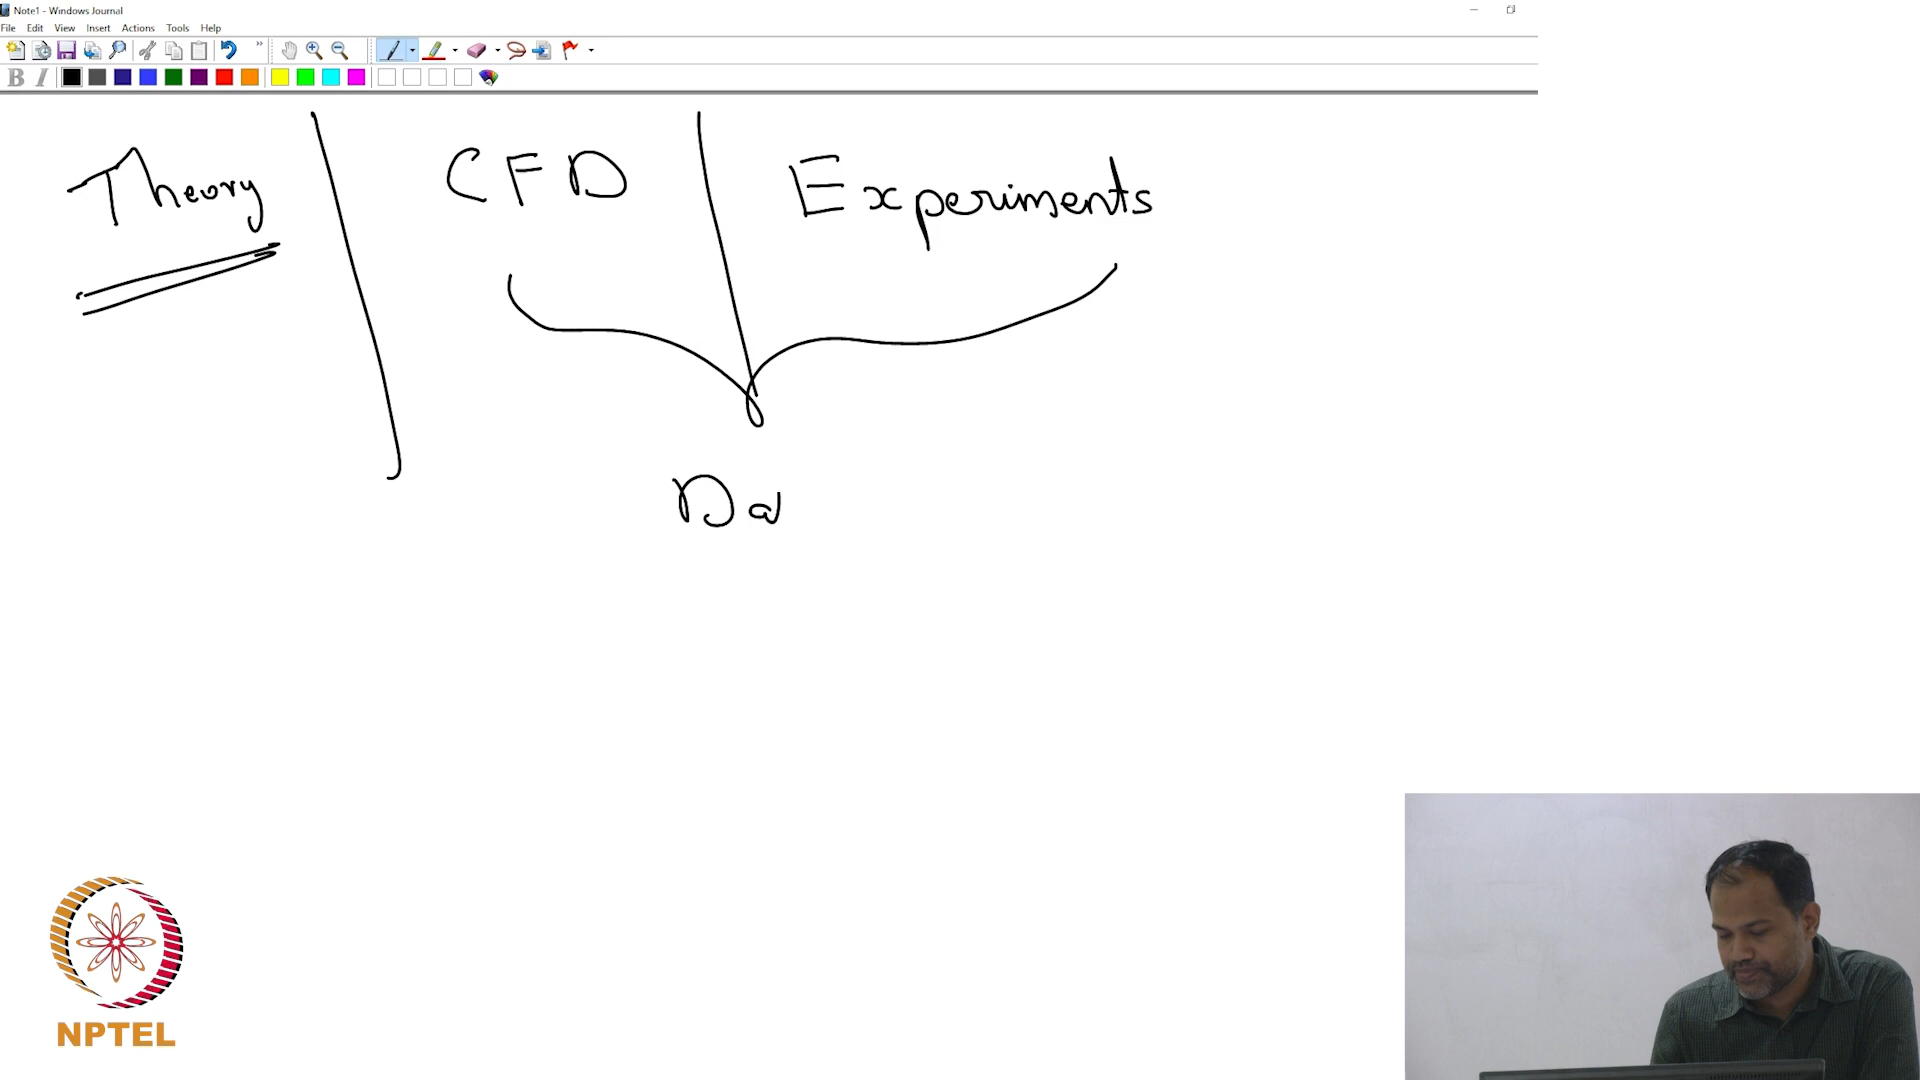 Note1 - Windows Journal
File Edit View Insert Actions Tools Help
B I
Theory CFD Experiments
Da
NPTEL